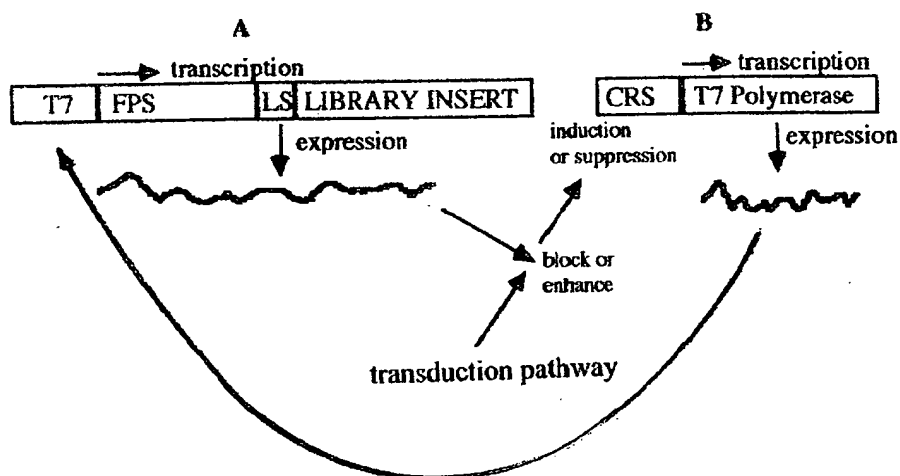 A
B
transcription
transcription
T7
FPS
LS
LIBRARY INSERT
CRS
T7 Polymerase
expression
induction
or suppression
expression
block or
enhance
transduction pathway